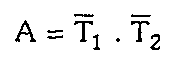 A = T̅₁ . T̅₂